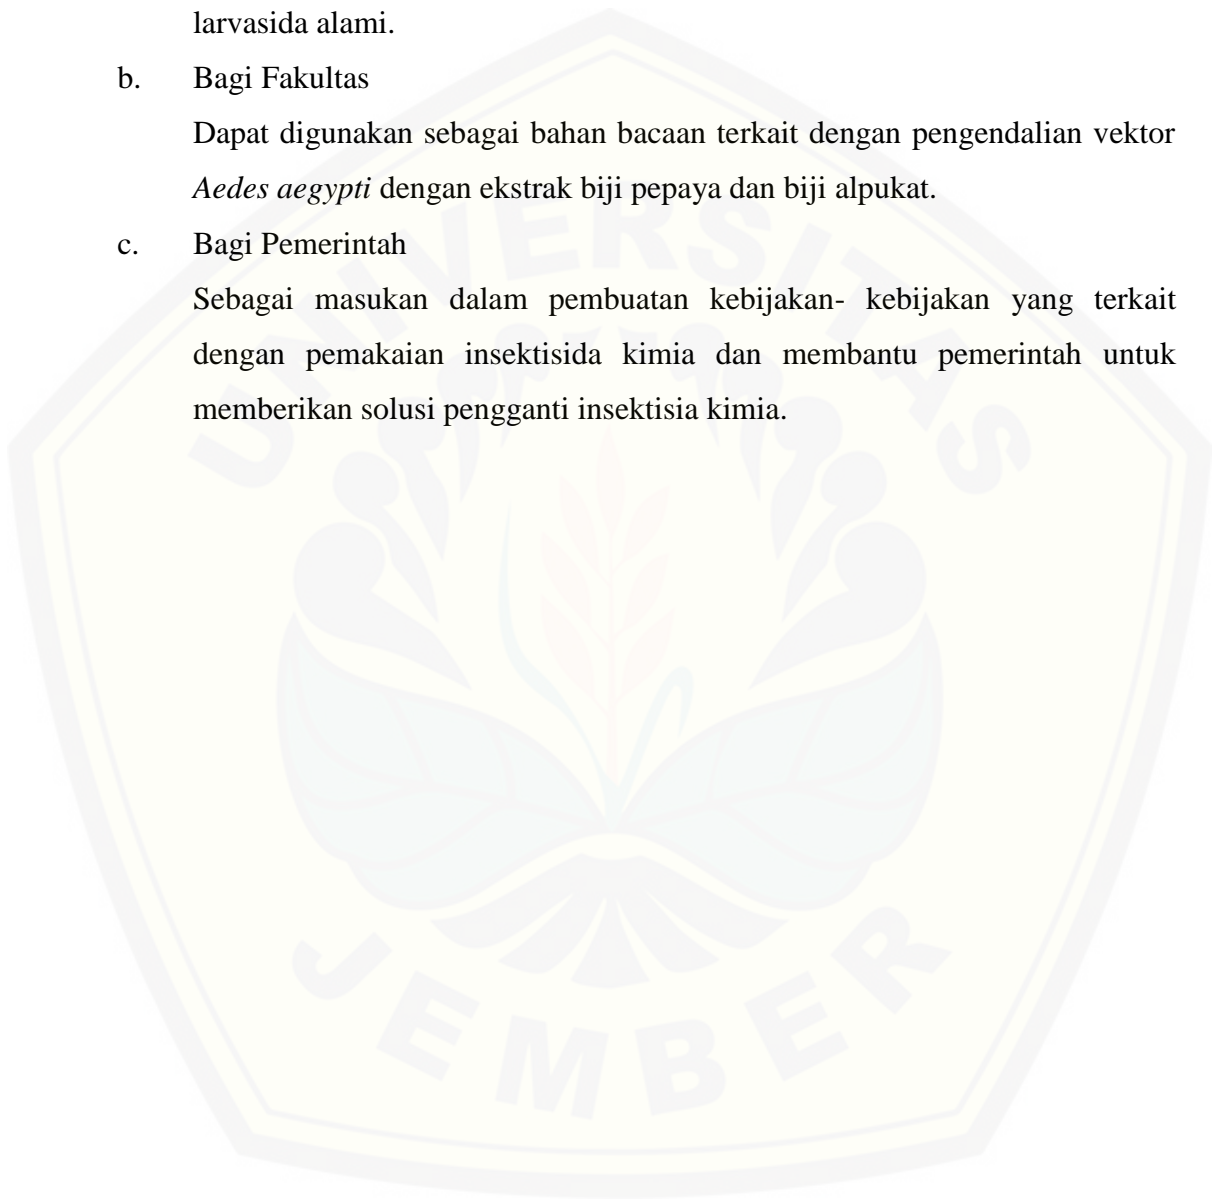 larvasida alami.
b. Bagi Fakultas
Dapat digunakan sebagai bahan bacaan terkait dengan pengendalian vektor
Aedes aegypti dengan ekstrak biji pepaya dan biji alpukat.
c. Bagi Pemerintah
Sebagai masukan dalam pembuatan kebijakan- kebijakan yang terkait
dengan pemakaian insektisida kimia dan membantu pemerintah untuk
memberikan solusi pengganti insektisia kimia.
UNIVERSITAS
JEMBER